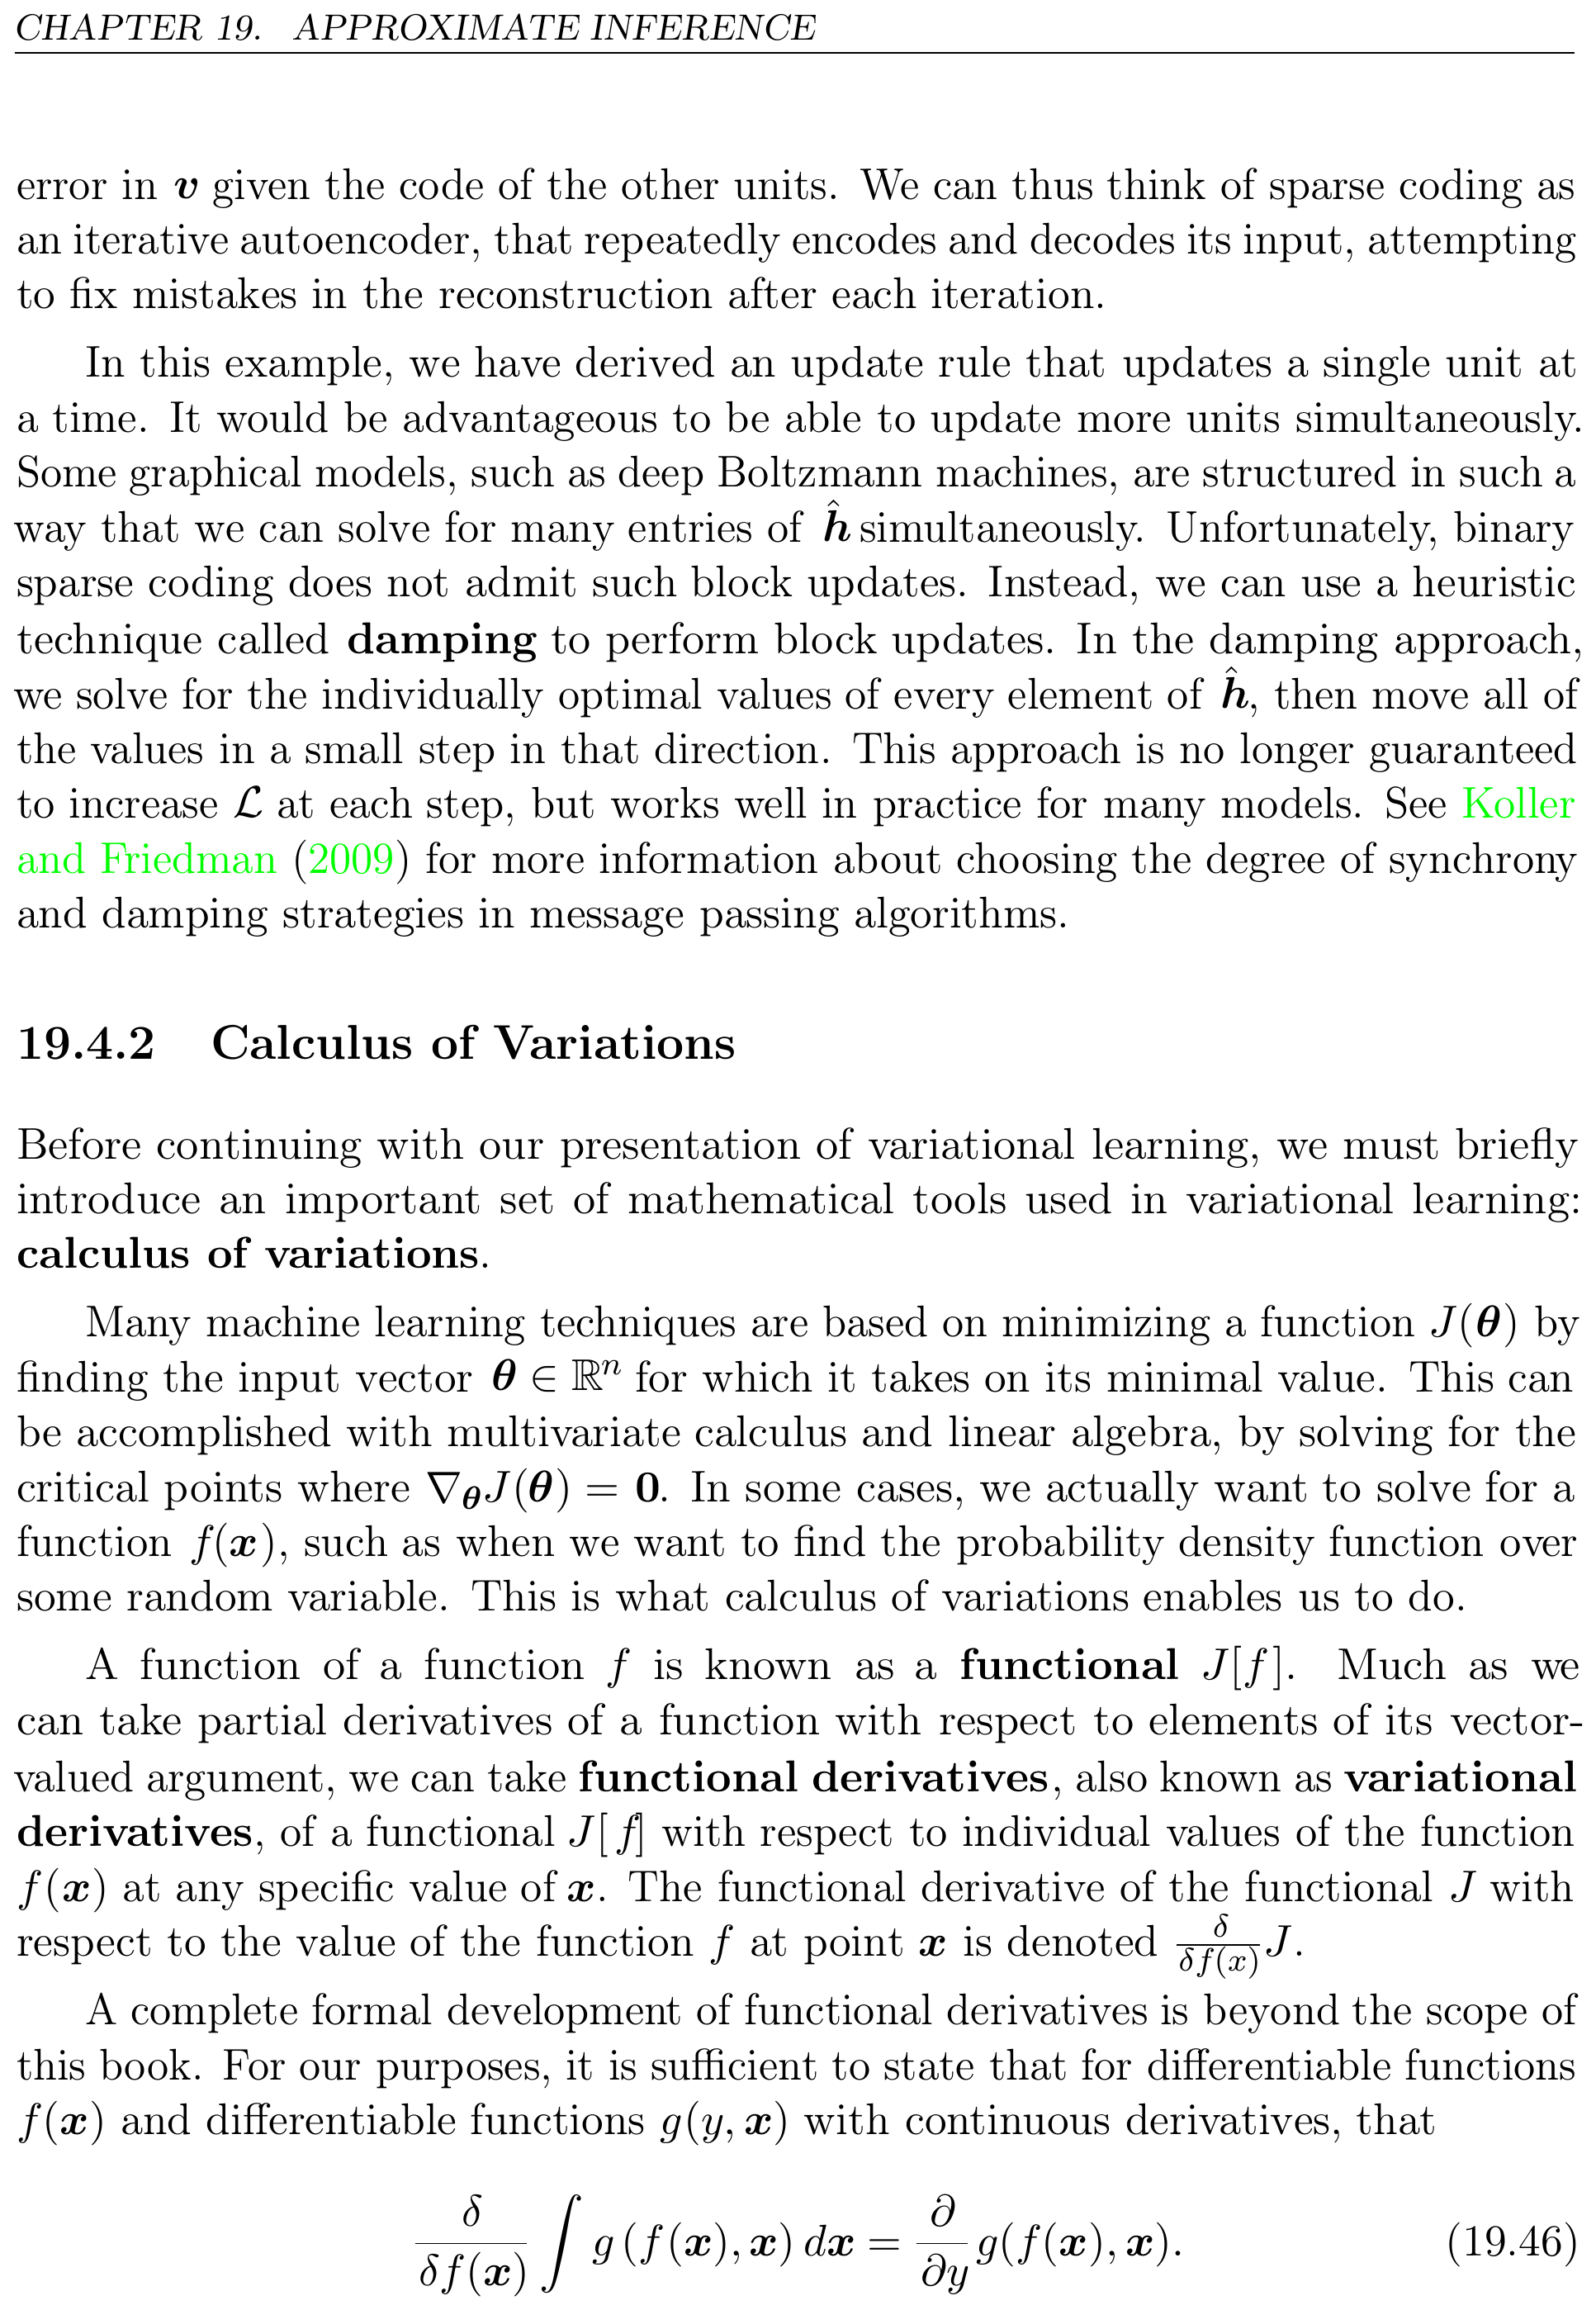 CHAPTER 19. APPROXIMATE INFERENCE
error in v given the code of the other units. We can thus think of sparse coding as
an iterative autoencoder, that repeatedly encodes and decodes its input, attempting
to fix mistakes in the reconstruction after each iteration.
In this example, we have derived an update rule that updates a single unit at
a time. It would be advantageous to be able to update more units simultaneously.
Some graphical models, such as deep Boltzmann machines, are structured in such a
way that we can solve for many entries of ĥ simultaneously. Unfortunately, binary
sparse coding does not admit such block updates. Instead, we can use a heuristic
technique called damping to perform block updates. In the damping approach,
we solve for the individually optimal values of every element of ĥ, then move all of
the values in a small step in that direction. This approach is no longer guaranteed
to increase ℒ at each step, but works well in practice for many models. See Koller
and Friedman (2009) for more information about choosing the degree of synchrony
and damping strategies in message passing algorithms.
19.4.2 Calculus of Variations
Before continuing with our presentation of variational learning, we must briefly
introduce an important set of mathematical tools used in variational learning:
calculus of variations.
Many machine learning techniques are based on minimizing a function J(θ) by
finding the input vector θ ∈ ℝⁿ for which it takes on its minimal value. This can
be accomplished with multivariate calculus and linear algebra, by solving for the
critical points where ∇_θ J(θ) = 0. In some cases, we actually want to solve for a
function f(x), such as when we want to find the probability density function over
some random variable. This is what calculus of variations enables us to do.
A function of a function f is known as a functional J[f]. Much as we
can take partial derivatives of a function with respect to elements of its vector-
valued argument, we can take functional derivatives, also known as variational
derivatives, of a functional J[f] with respect to individual values of the function
f(x) at any specific value of x. The functional derivative of the functional J with
respect to the value of the function f at point x is denoted δ/δf(x) J.
A complete formal development of functional derivatives is beyond the scope of
this book. For our purposes, it is sufficient to state that for differentiable functions
f(x) and differentiable functions g(y, x) with continuous derivatives, that
δ/δf(x) ∫ g (f(x), x) dx = ∂/∂y g(f(x), x). (19.46)